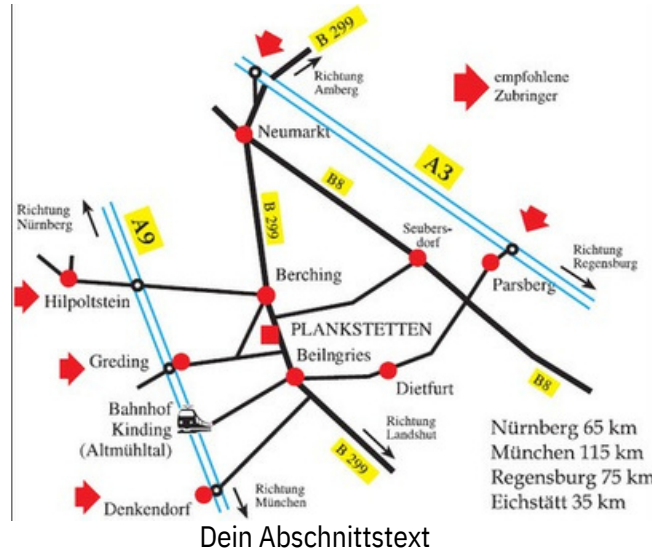 B 299
Richtung
Amberg
empfohlene
Zubringer
Neumarkt
A3
B8
Richtung
Nürnberg
A9
B 299
Seubers-
dorf
Richtung
Regensburg
Parsberg
Berching
Hilpoltstein
PLANKSTETTEN
Greding
Beilngries
Dietfurt
B8
Bahnhof
Kinding
(Altmühltal)
Richtung
Landshut
B 299
Nürnberg 65 km
München 115 km
Regensburg 75 km
Eichstätt 35 km
Denkendorf
Richtung
München
Dein Abschnittstext